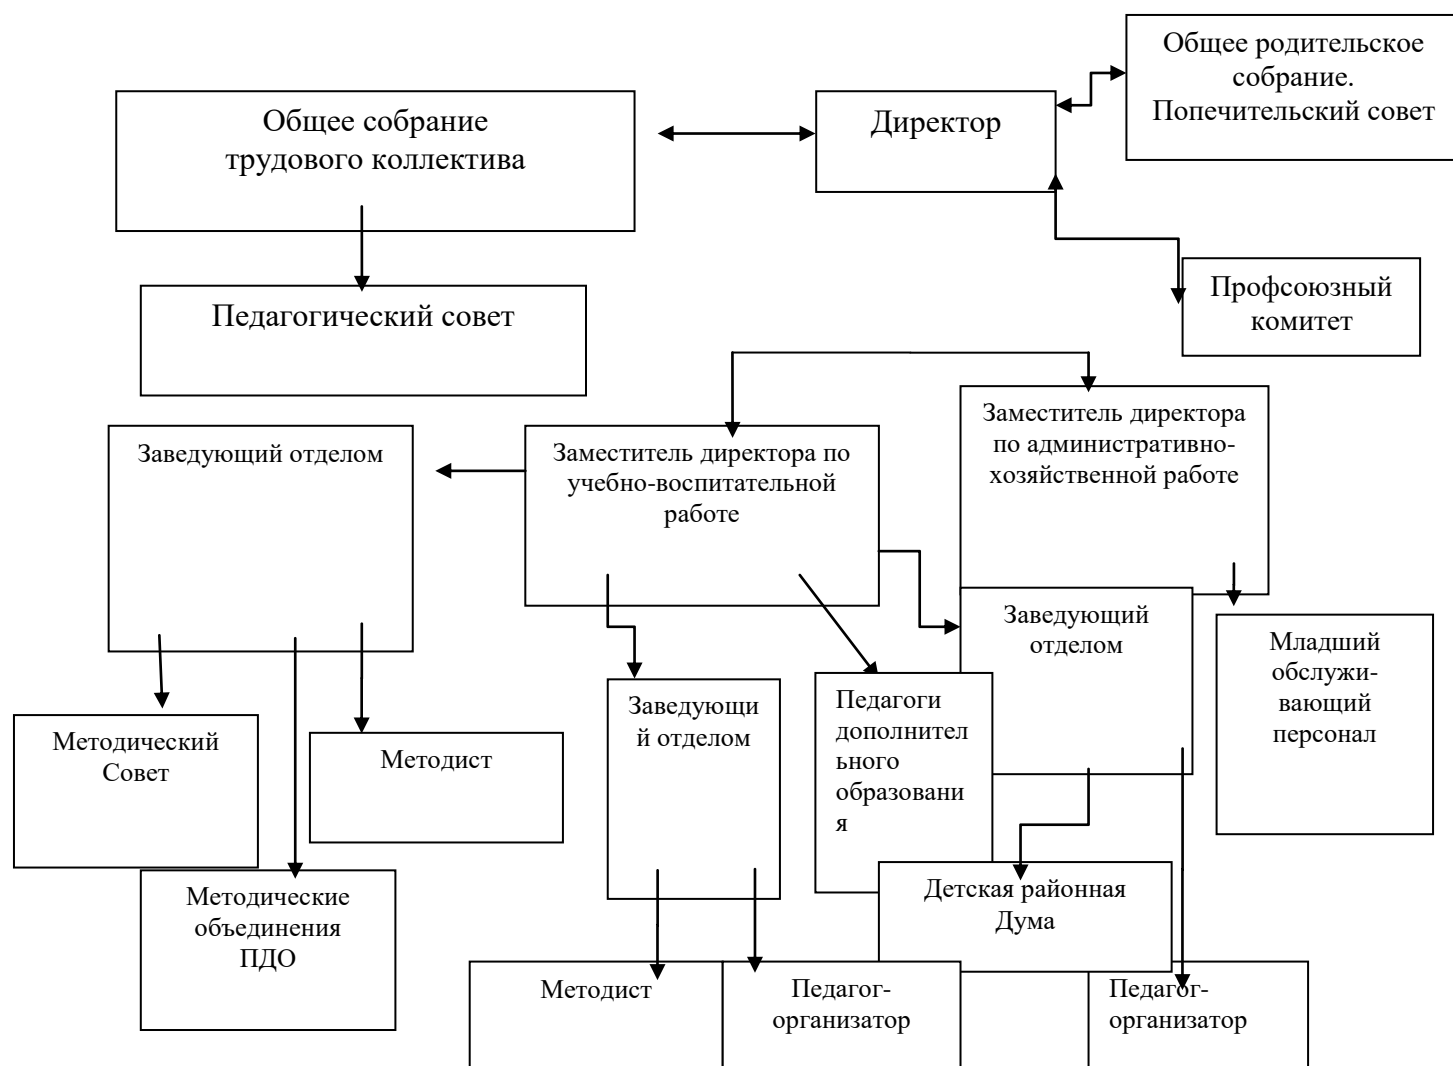 Общее родительское
собрание.
Попечительский совет
Общее собрание
трудового коллектива
Директор
Профсоюзный
комитет
Педагогический совет
Заместитель директора
по административно-
хозяйственной работе
Заведующий отделом
Заместитель директора по
учебно-воспитательной
работе
Заведующий
отделом
Младший
обслужи-
вающий
персонал
Заведующи
й отделом
Педагоги
дополнител
ьного
образовани
я
Методический
Совет
Методист
Методические
объединения
ПДО
Детская районная
Дума
Методист
Педагог-
организатор
Педагог-
организатор